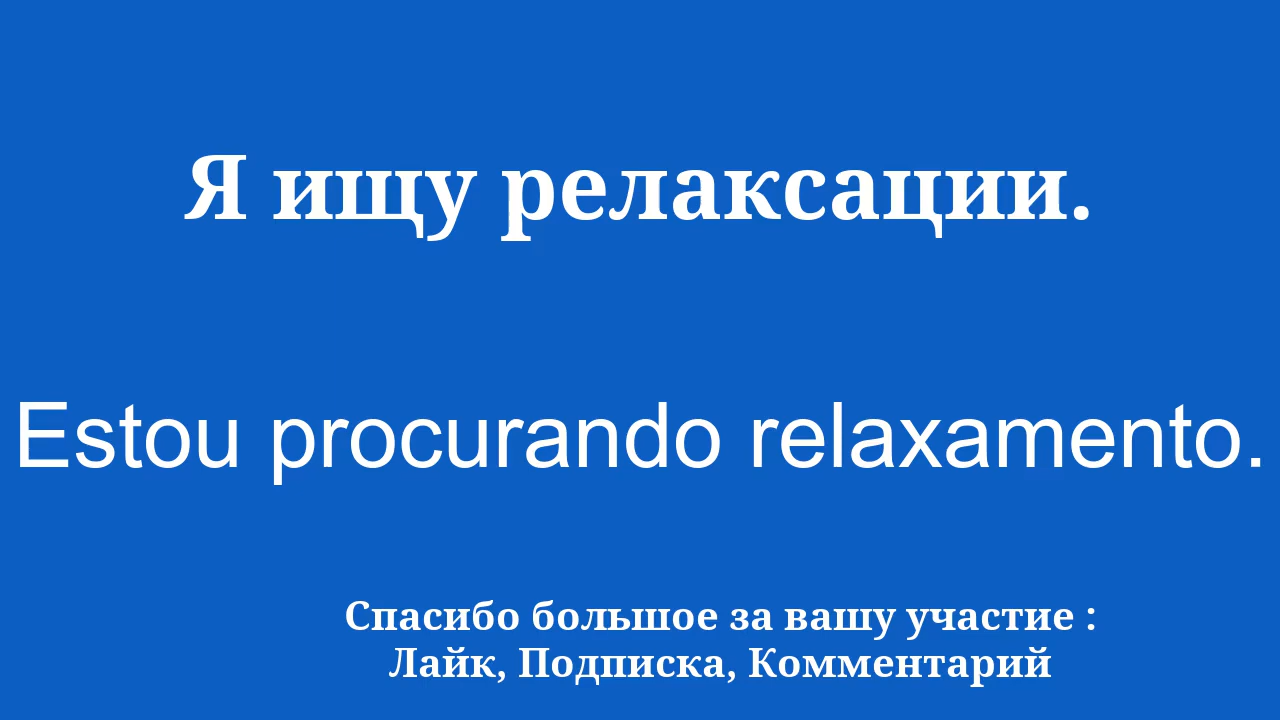 Я ищу релаксации.
Estou procurando relaxamento.
Спасибо большое за вашу участие :
Лайк, Подписка, Комментарий